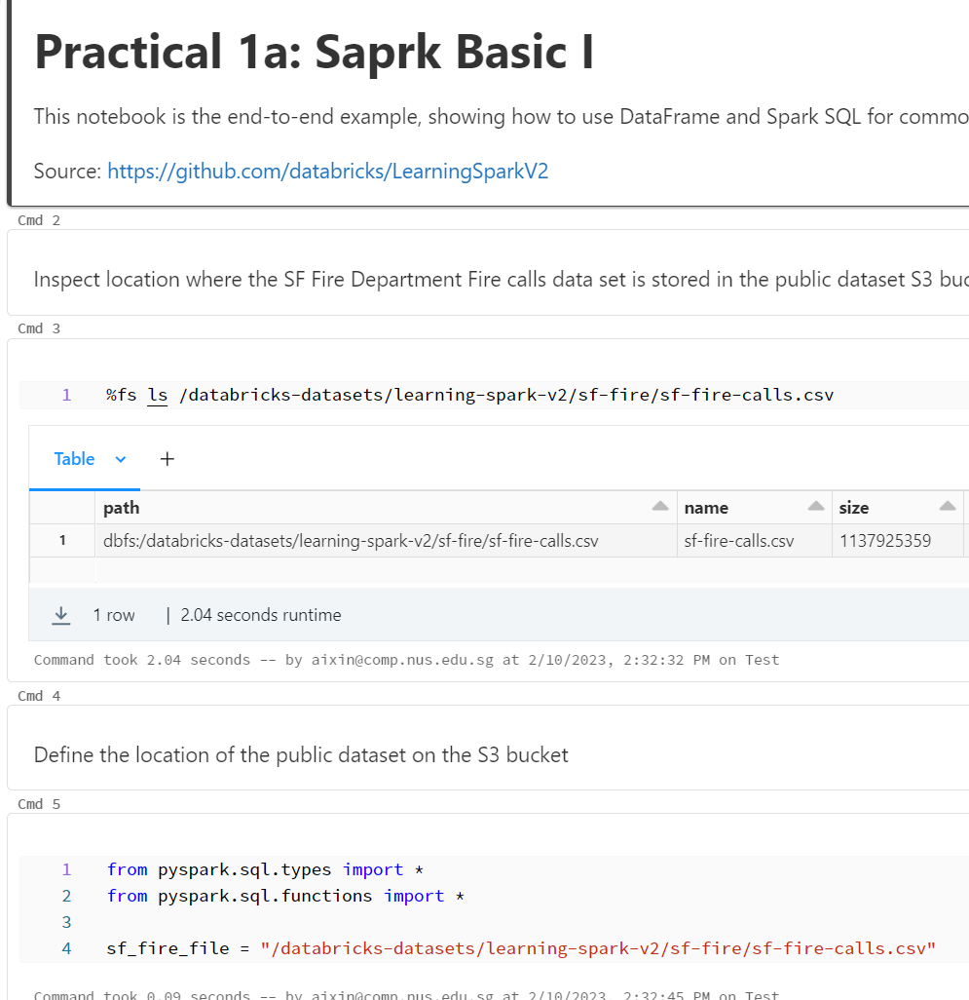 Practical 1a: Saprk Basic I
This notebook is the end-to-end example, showing how to use DataFrame and Spark SQL for commo
Source: https://github.com/databricks/LearningSparkV2
Cmd 2
Inspect location where the SF Fire Department Fire calls data set is stored in the public dataset S3 buc
Cmd 3
1 %fs ls /databricks-datasets/learning-spark-v2/sf-fire/sf-fire-calls.csv
Table +
path name size
1 dbfs:/databricks-datasets/learning-spark-v2/sf-fire/sf-fire-calls.csv sf-fire-calls.csv 1137925359
1 row | 2.04 seconds runtime
Command took 2.04 seconds -- by aixin@comp.nus.edu.sg at 2/10/2023, 2:32:32 PM on Test
Cmd 4
Define the location of the public dataset on the S3 bucket
Cmd 5
1 from pyspark.sql.types import *
2 from pyspark.sql.functions import *
3
4 sf_fire_file = "/databricks-datasets/learning-spark-v2/sf-fire/sf-fire-calls.csv"
Command took 0.09 seconds -- by aixin@comp.nus.edu.sg at 2/10/2023, 2:32:45 PM on Test